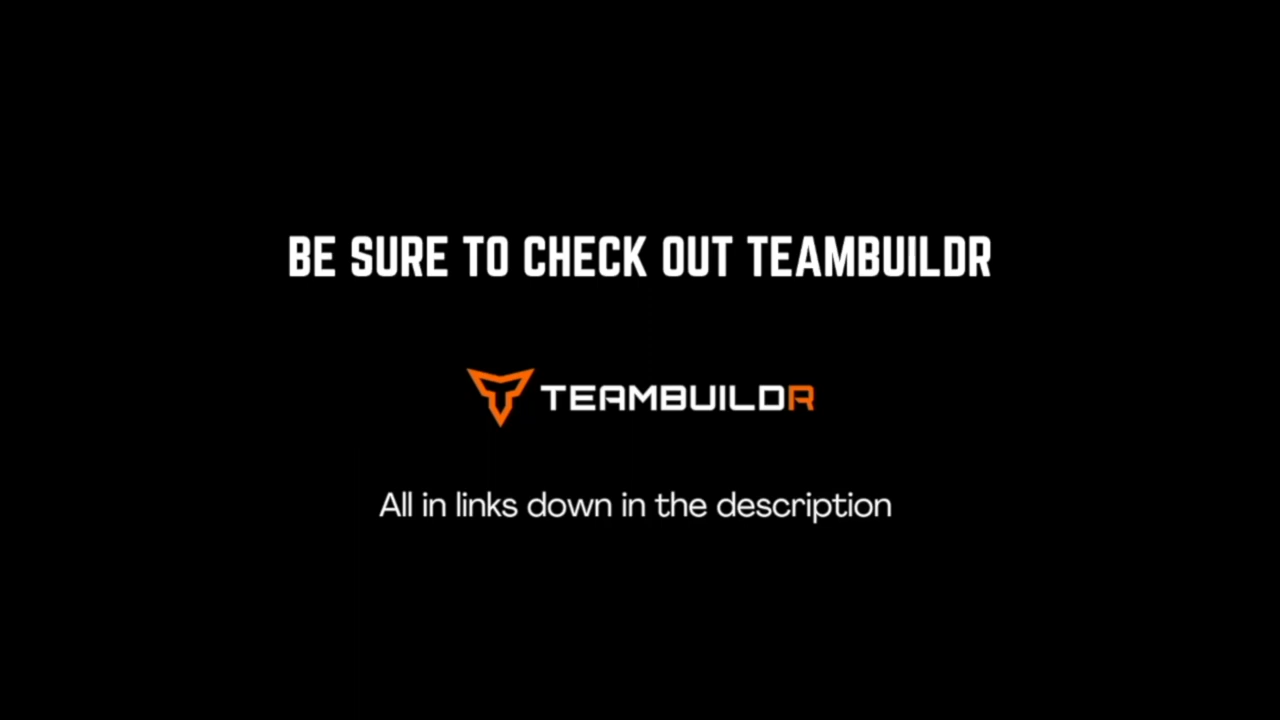 BE SURE TO CHECK OUT TEAMBUILDR
TEAMBUILDR
All in links down in the description